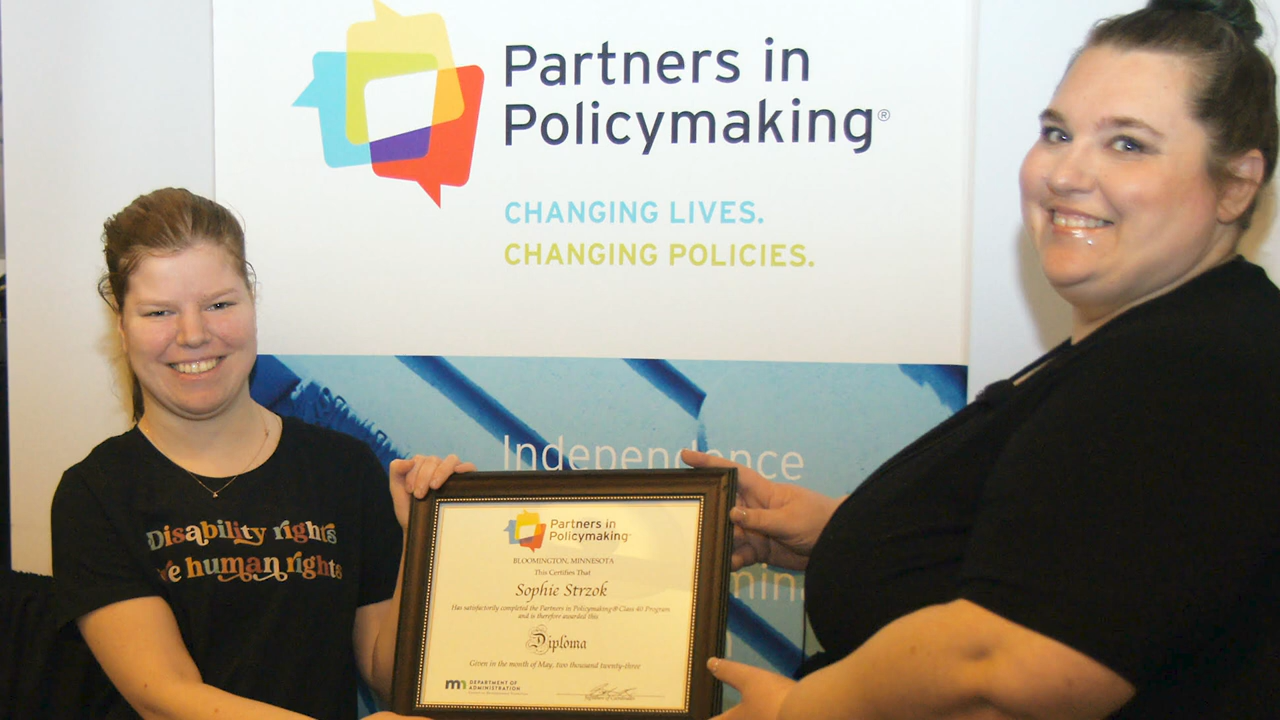 Partners in
Policymaking®
CHANGING LIVES.
CHANGING POLICIES.
Independence
Disability rights
human rights
Partners in
Policymaking
BLOOMINGTON, MINNESOTA
This Certifies That
Sophie Strzok
Has satisfactorily completed the Partners in Policymaking® Class 40 Program
and is therefore awarded this
Diploma
Given in the month of May, two thousand twenty-three
mn DEPARTMENT OF
ADMINISTRATION